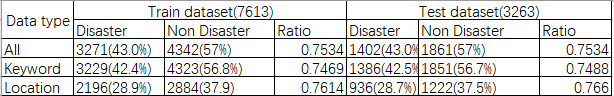 Data type Train dataset(7613) Test dataset(3263)
Disaster Non Disaster Ratio Disaster Non Disaster Ratio
All 3271(43.0%) 4342(57%) 0.7534 1402(43.0% 1861(57%) 0.7534
Keyword 3229(42.4%) 4323(56.8%) 0.7469 1386(42.5% 1851(56.7%) 0.7488
Location 2196(28.9%) 2884(37.9) 0.7614 936(28.7%) 1222(37.5%) 0.766